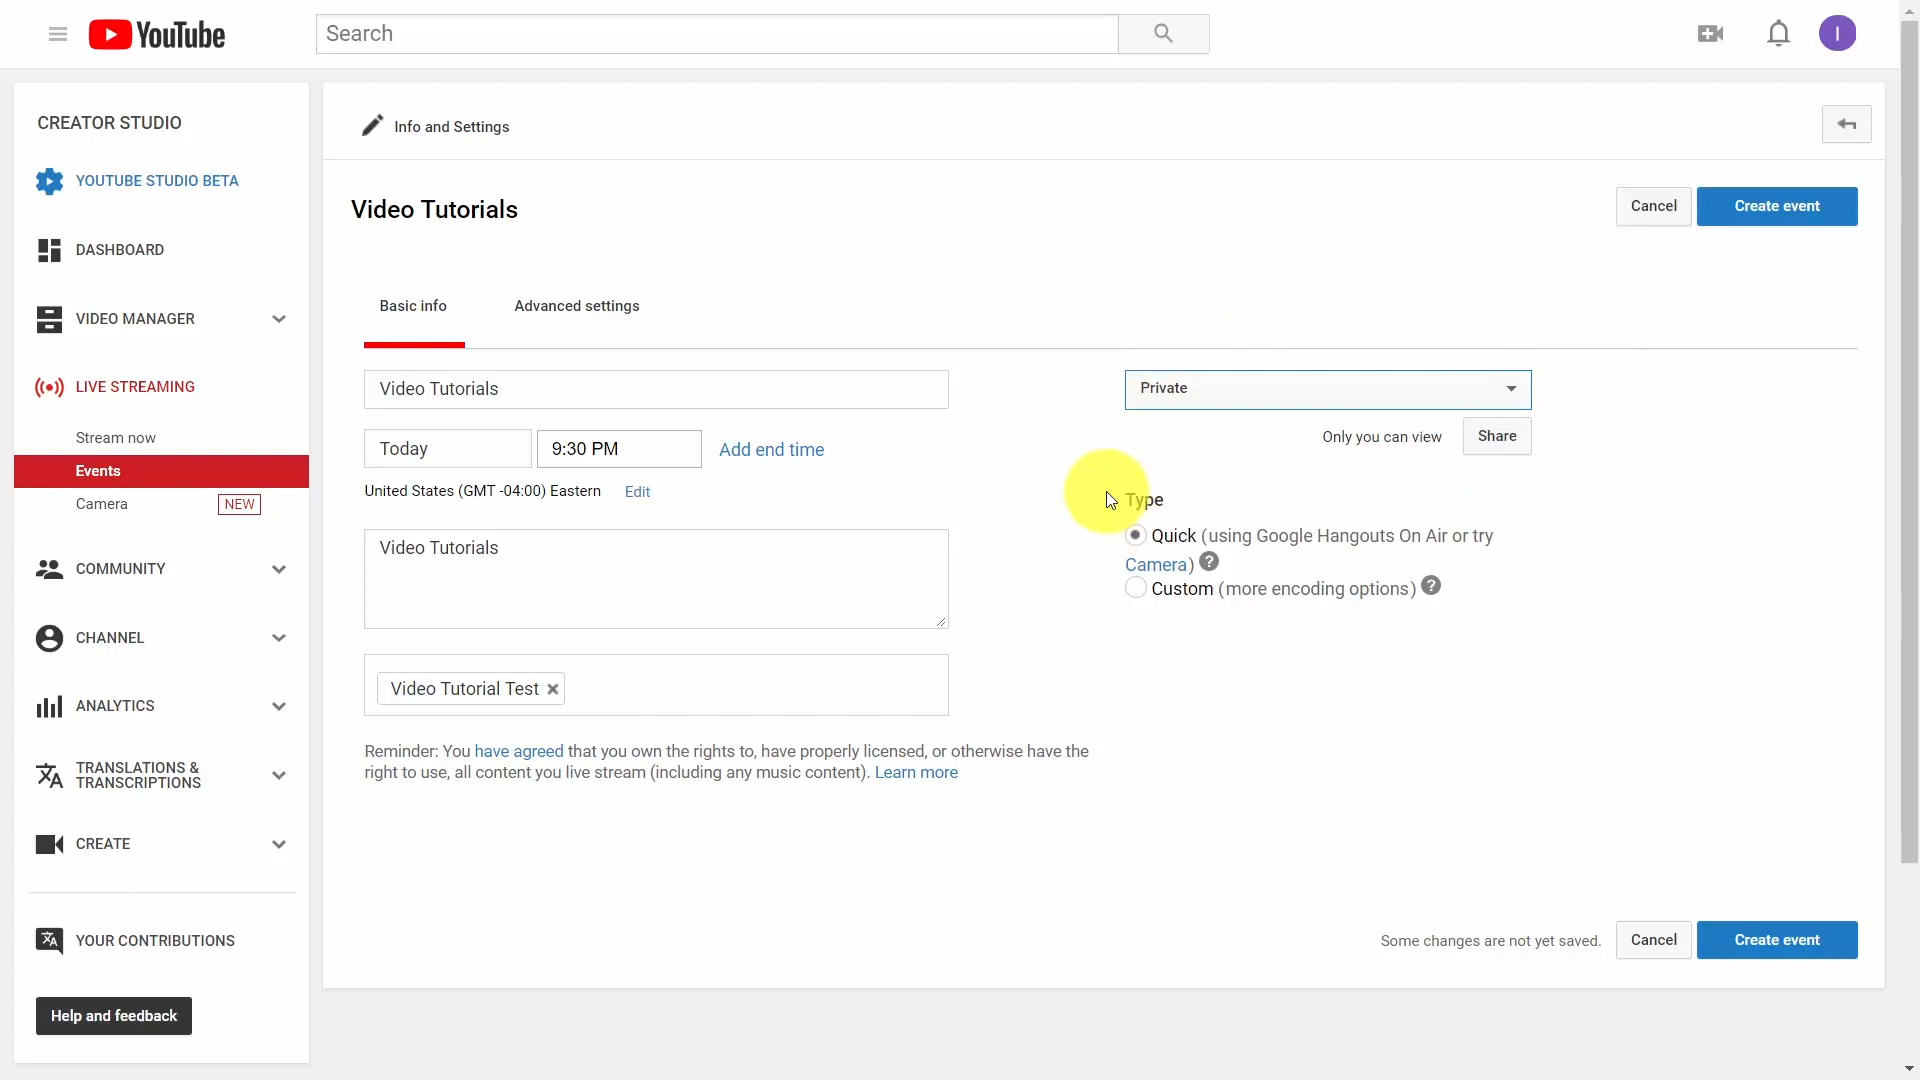 YouTube
Search
I
CREATOR STUDIO
YOUTUBE STUDIO BETA
DASHBOARD
VIDEO MANAGER
LIVE STREAMING
Stream now
Events
Camera NEW
COMMUNITY
CHANNEL
ANALYTICS
TRANSLATIONS &
TRANSCRIPTIONS
CREATE
YOUR CONTRIBUTIONS
Help and feedback
Info and Settings
Video Tutorials
Cancel Create event
Basic info Advanced settings
Video Tutorials
Today 9:30 PM Add end time
United States (GMT -04:00) Eastern Edit
Video Tutorials
Video Tutorial Test
Reminder: You have agreed that you own the rights to, have properly licensed, or otherwise have the
right to use, all content you live stream (including any music content). Learn more
Private
Only you can view Share
Type
Quick (using Google Hangouts On Air or try
Camera) ?
Custom (more encoding options) ?
Some changes are not yet saved. Cancel Create event